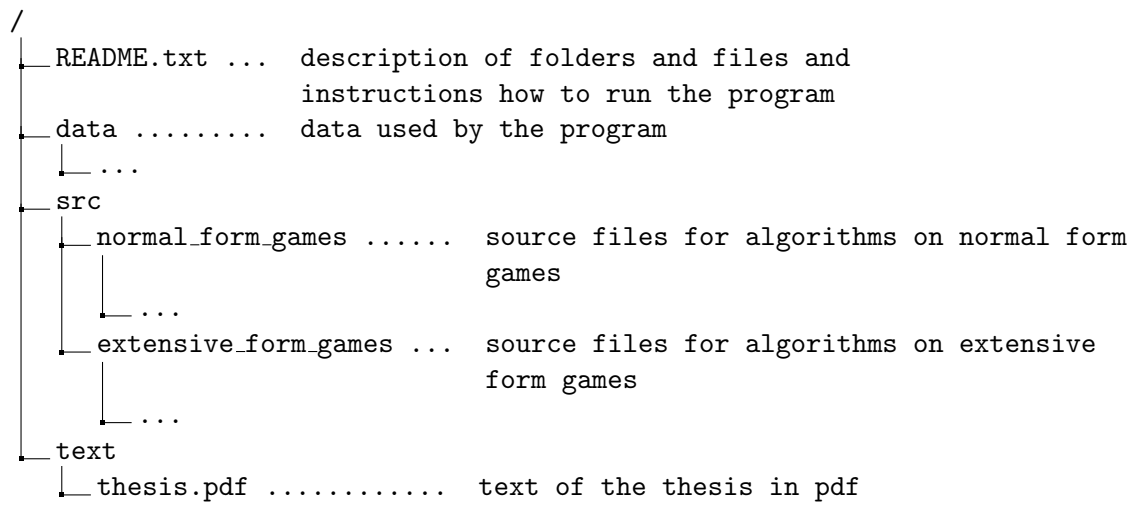 /
README.txt ... description of folders and files and
instructions how to run the program
data ......... data used by the program
...
src
normal_form_games ...... source files for algorithms on normal form
games
...
extensive_form_games ... source files for algorithms on extensive
form games
...
text
thesis.pdf ............ text of the thesis in pdf